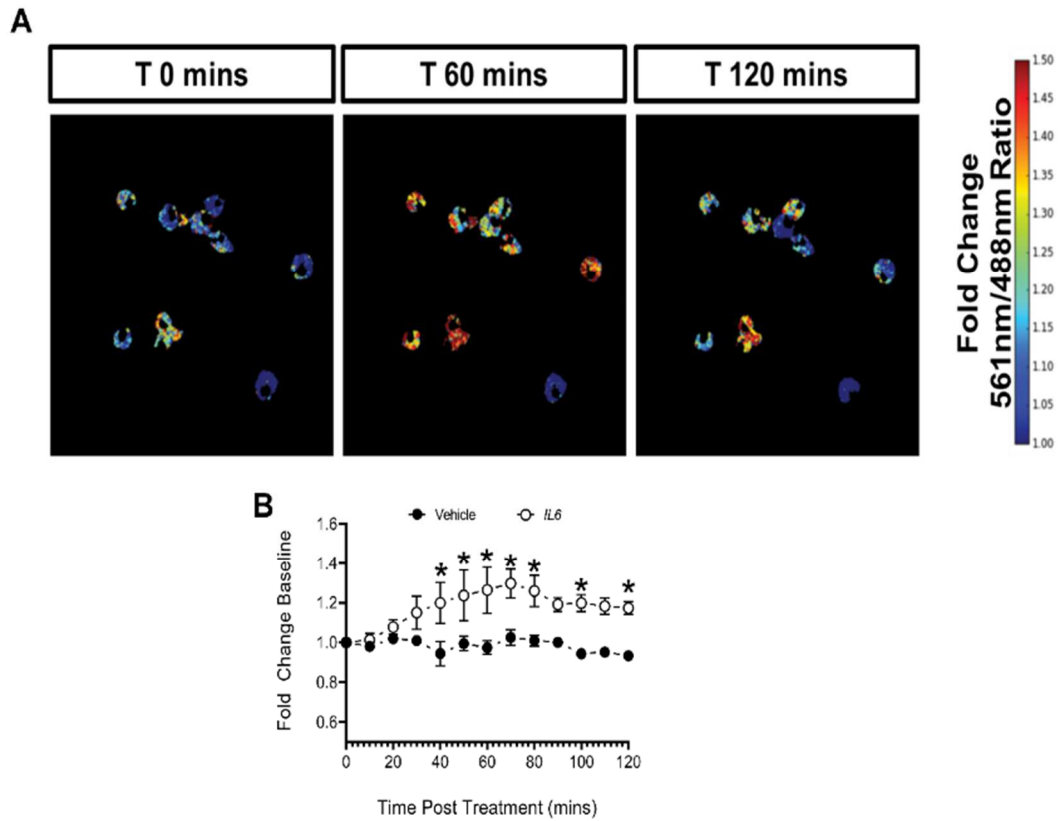 A
T 0 mins
T 60 mins
T 120 mins
Fold Change
561nm/488nm Ratio
1.50
1.45
1.40
1.35
1.30
1.25
1.20
1.15
1.10
1.05
1.00
B
Vehicle
IL6
Fold Change Baseline
1.6
1.4
1.2
1.0
0.8
0.6
* * * * * * *
0 20 40 60 80 100 120
Time Post Treatment (mins)